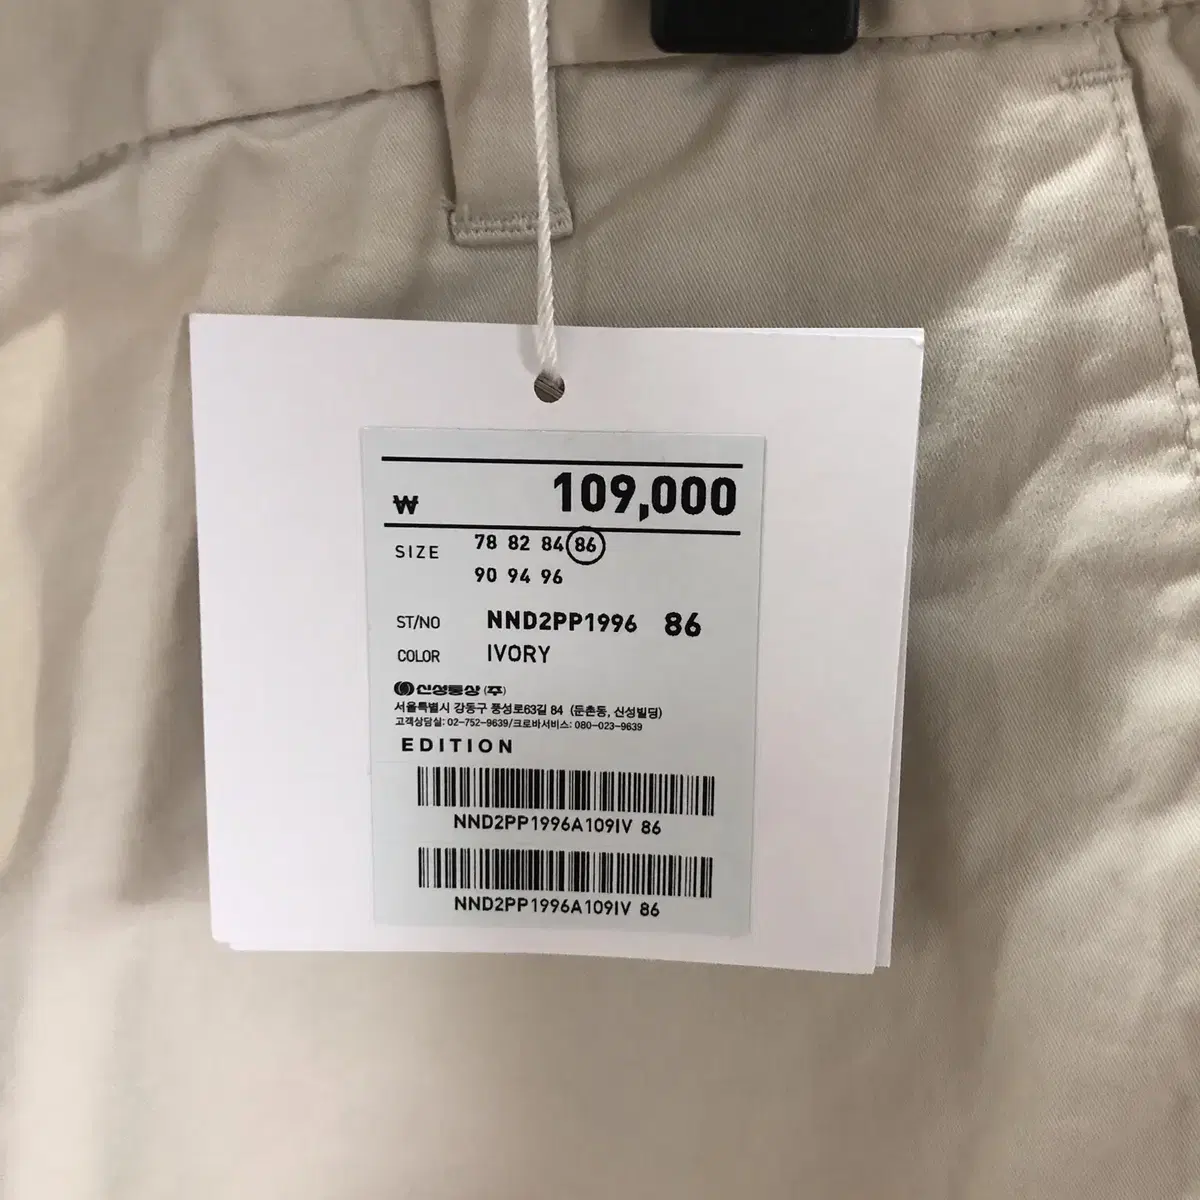 ₩ 109,000
SIZE 78 82 84 86
90 94 96
ST/NO NND2PP1996 86
COLOR IVORY
신성통상 (주)
서울특별시 강동구 풍성로63길 84 (둔촌동, 신성빌딩)
고객상담실: 02-752-9639/크로바서비스: 080-023-9639
EDITION
NND2PP1996A109IV 86
NND2PP1996A109IV 86